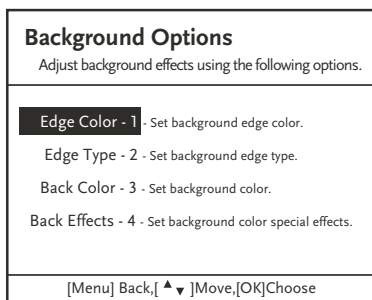 Background Options
Adjust background effects using the following options.
Edge Color - 1 - Set background edge color.
Edge Type - 2 - Set background edge type.
Back Color - 3 - Set background color.
Back Effects - 4 - Set background color special effects.
[Menu] Back,[ ▲▼ ]Move,[OK]Choose